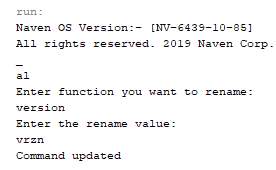 run:
Naven OS Version:- [NV-6439-10-85]
All rights reserved. 2019 Naven Corp.
_
al
Enter function you want to rename:
version
Enter the rename value:
vrzn
Command updated